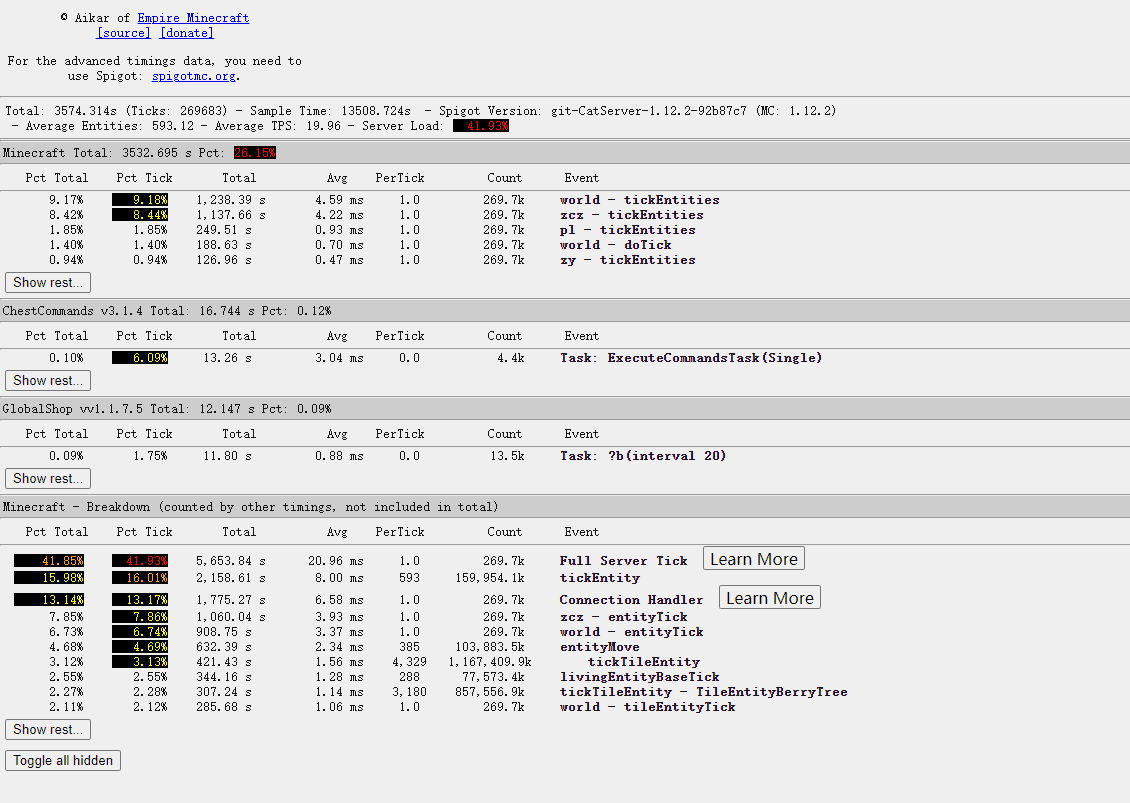 © Aikar of Empire Minecraft
[source] [donate]
For the advanced timings data, you need to
use Spigot: spigotmc.org.
Total: 3574.314s (Ticks: 269683) - Sample Time: 13508.724s - Spigot Version: git-CatServer-1.12.2-92b87c7 (MC: 1.12.2)
- Average Entities: 593.12 - Average TPS: 19.96 - Server Load: 41.93%
Minecraft Total: 3532.695 s Pct: 26.15%
Pct Total Pct Tick Total Avg PerTick Count Event
9.17% 9.18% 1,238.39 s 4.59 ms 1.0 269.7k world - tickEntities
8.42% 8.44% 1,137.66 s 4.22 ms 1.0 269.7k zcz - tickEntities
1.85% 1.85% 249.51 s 0.93 ms 1.0 269.7k pl - tickEntities
1.40% 1.40% 188.63 s 0.70 ms 1.0 269.7k world - doTick
0.94% 0.94% 126.96 s 0.47 ms 1.0 269.7k zy - tickEntities
Show rest...
ChestCommands v3.1.4 Total: 16.744 s Pct: 0.12%
Pct Total Pct Tick Total Avg PerTick Count Event
0.10% 6.09% 13.26 s 3.04 ms 0.0 4.4k Task: ExecuteCommandsTask(Single)
Show rest...
GlobalShop vv1.1.7.5 Total: 12.147 s Pct: 0.09%
Pct Total Pct Tick Total Avg PerTick Count Event
0.09% 1.75% 11.80 s 0.88 ms 0.0 13.5k Task: ?b(interval 20)
Show rest...
Minecraft - Breakdown (counted by other timings, not included in total)
Pct Total Pct Tick Total Avg PerTick Count Event
41.85% 41.93% 5,653.84 s 20.96 ms 1.0 269.7k Full Server Tick Learn More
15.98% 16.01% 2,158.61 s 8.00 ms 593 159,954.1k tickEntity
13.14% 13.17% 1,775.27 s 6.58 ms 1.0 269.7k Connection Handler Learn More
7.85% 7.86% 1,060.04 s 3.93 ms 1.0 269.7k zcz - entityTick
6.73% 6.74% 908.75 s 3.37 ms 1.0 269.7k world - entityTick
4.68% 4.69% 632.39 s 2.34 ms 385 103,883.5k entityMove
3.12% 3.13% 421.43 s 1.56 ms 4,329 1,167,409.9k tickTileEntity
2.55% 2.55% 344.16 s 1.28 ms 288 77,573.4k livingEntityBaseTick
2.27% 2.28% 307.24 s 1.14 ms 3,180 857,556.9k tickTileEntity - TileEntityBerryTree
2.11% 2.12% 285.68 s 1.06 ms 1.0 269.7k world - tileEntityTick
Show rest...
Toggle all hidden